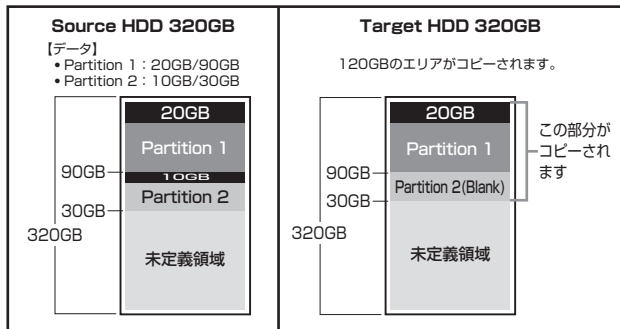 Source HDD 320GB
【データ】
• Partition 1：20GB/90GB
• Partition 2：10GB/30GB
20GB
Partition 1
90GB
10GB
Partition 2
30GB
320GB
未定義領域
Target HDD 320GB
120GBのエリアがコピーされます。
20GB
Partition 1
90GB
Partition 2(Blank)
30GB
320GB
未定義領域
この部分が
コピーされ
ます